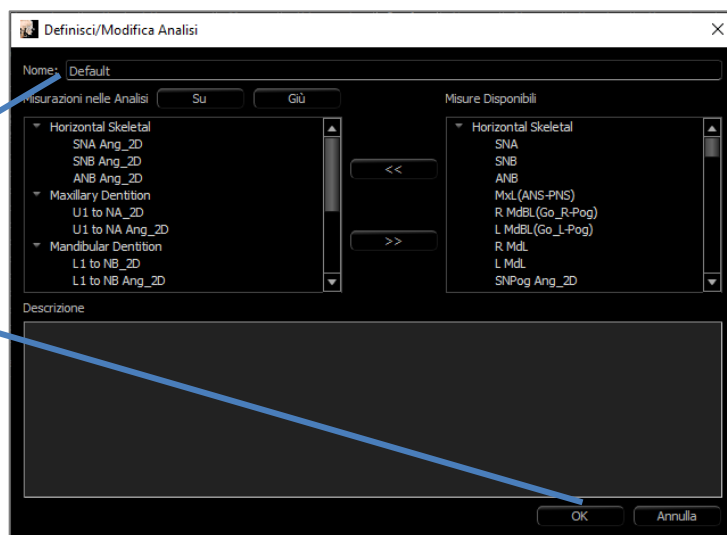 Definisci/Modifica Analisi
Nome: Default
Misurazioni nelle Analisi Su Giù Misure Disponibili
Horizontal Skeletal
SNA Ang_2D
SNB Ang_2D
ANB Ang_2D
Maxillary Dentition
U1 to NA_2D
U1 to NA Ang_2D
Mandibular Dentition
L1 to NB_2D
L1 to NB Ang_2D
<<
>>
Horizontal Skeletal
SNA
SNB
ANB
MxL(ANS-PNS)
R MdBL(Go_R-Pog)
L MdBL(Go_L-Pog)
R MdL
L MdL
SNPog Ang_2D
Descrizione
OK Annulla